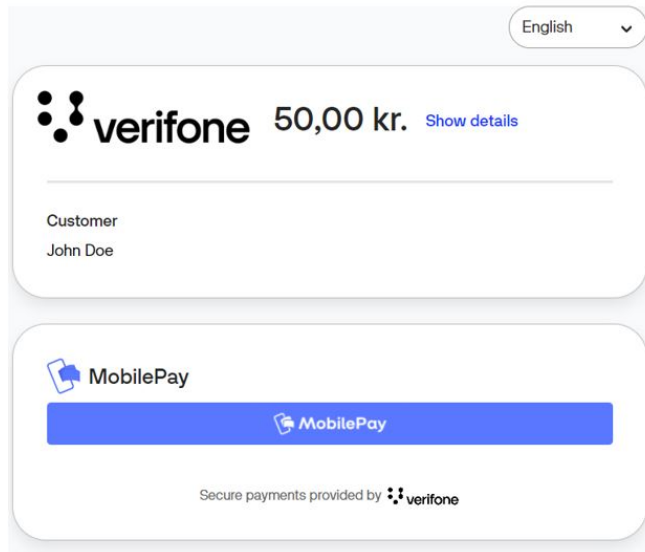 English
verifone 50,00 kr. Show details
Customer
John Doe
MobilePay
MobilePay
Secure payments provided by verifone